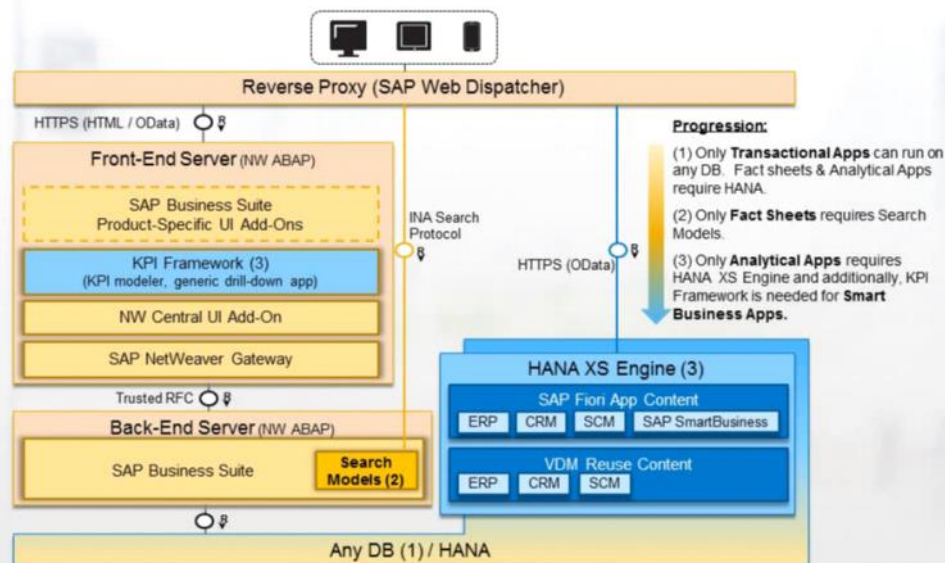 Reverse Proxy (SAP Web Dispatcher)
HTTPS (HTML / OData)
R
Front-End Server (NW ABAP)
SAP Business Suite
Product-Specific UI Add-Ons
KPI Framework (3)
(KPI modeler, generic drill-down app)
NW Central UI Add-On
SAP NetWeaver Gateway
Trusted RFC
R
Back-End Server (NW ABAP)
SAP Business Suite
Search
Models (2)
R
Any DB (1) / HANA
INA Search
Protocol
R
HTTPS (OData)
R
Progression:
(1) Only Transactional Apps can run on
any DB. Fact sheets & Analytical Apps
require HANA.
(2) Only Fact Sheets requires Search
Models.
(3) Only Analytical Apps requires
HANA XS Engine and additionally, KPI
Framework is needed for Smart
Business Apps.
HANA XS Engine (3)
SAP Fiori App Content
ERP CRM SCM SAP SmartBusiness
VDM Reuse Content
ERP CRM SCM